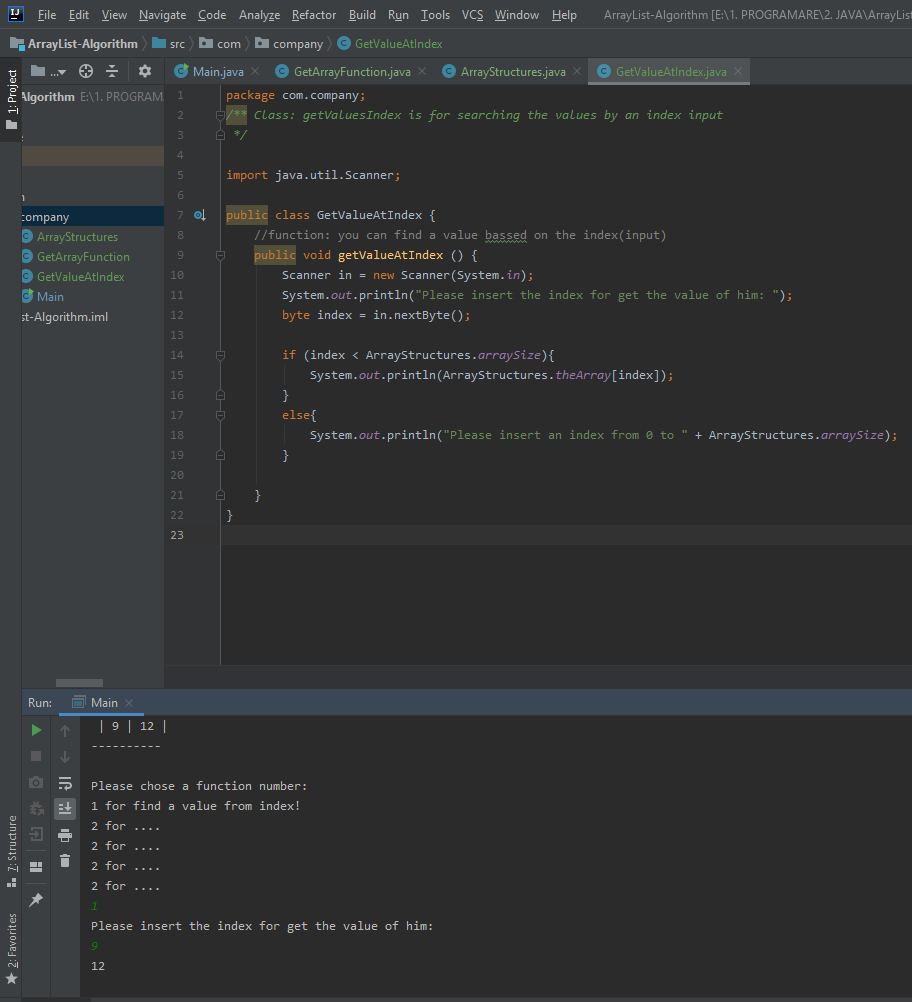 File Edit View Navigate Code Analyze Refactor Build Run Tools VCS Window Help ArrayList-Algorithm [E:\1. PROGRAMARE\2. JAVA\ArrayLis
ArrayList-Algorithm src com company GetValueAtIndex
... Main.java GetArrayFunction.java ArrayStructures.java GetValueAtIndex.java
1: Project
Algorithm E:\1. PROGRAM
company
ArrayStructures
GetArrayFunction
GetValueAtIndex
Main
st-Algorithm.iml
1 package com.company;
2 /** Class: getValuesIndex is for searching the values by an index input
3 */
4
5 import java.util.Scanner;
6
7 public class GetValueAtIndex {
8 //function: you can find a value bassed on the index(input)
9 public void getValueAtIndex () {
10 Scanner in = new Scanner(System.in);
11 System.out.println("Please insert the index for get the value of him: ");
12 byte index = in.nextByte();
13
14 if (index < ArrayStructures.arraySize){
15 System.out.println(ArrayStructures.theArray[index]);
16 }
17 else{
18 System.out.println("Please insert an index from 0 to " + ArrayStructures.arraySize);
19 }
20
21 }
22 }
23
Run: Main
| 9 | 12 |
----------
Please chose a function number:
1 for find a value from index!
2 for ....
2 for ....
2 for ....
2 for ....
1
Please insert the index for get the value of him:
9
12
7: Structure
2: Favorites